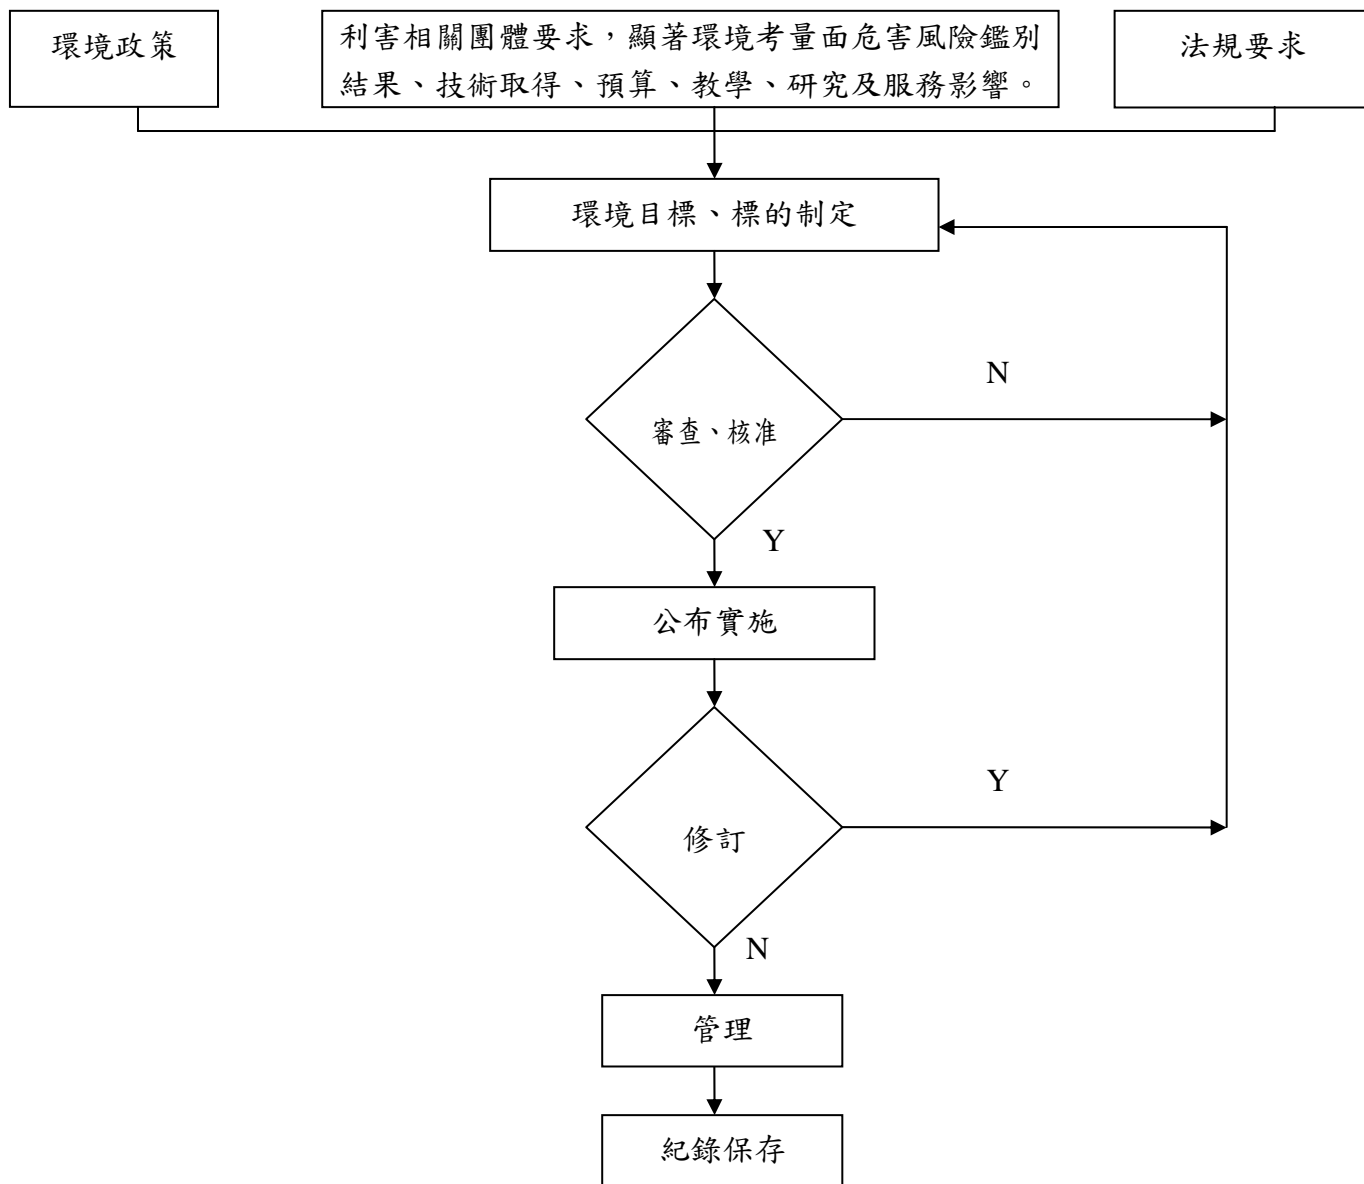 環境政策
利害相關團體要求，顯著環境考量面危害風險鑑別
結果、技術取得、預算、教學、研究及服務影響。
法規要求
環境目標、標的制定
N
審查、核准
Y
公布實施
Y
修訂
N
管理
紀錄保存